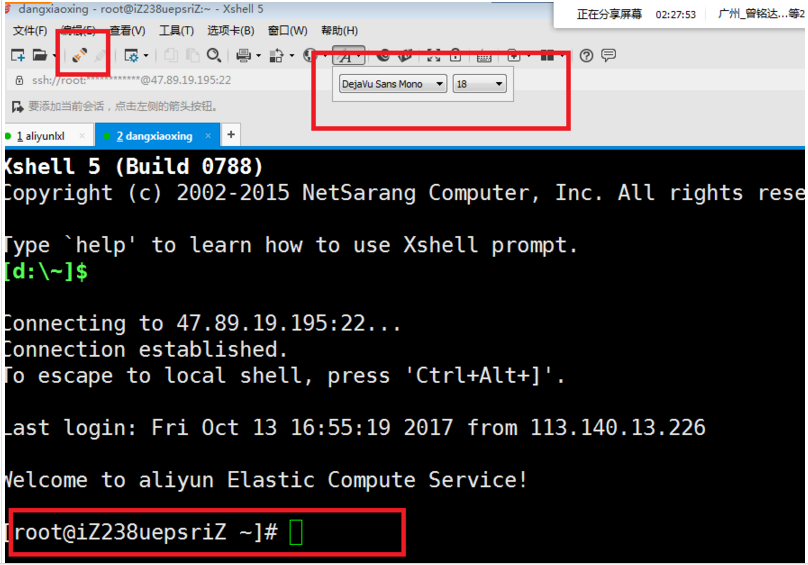 dangxiaoxing - root@iZ238uepsriZ:~ - Xshell 5
正在分享屏幕 02:27:53 广州_曾铭达...等2
文件(F) 编辑(E) 查看(V) 工具(T) 选项卡(B) 窗口(W) 帮助(H)
ssh://root:************@47.89.19.195:22
DejaVu Sans Mono 18
要添加当前会话，点击左侧的箭头按钮。
1 aliyunlxl × 2 dangxiaoxing × +
Xshell 5 (Build 0788)
Copyright (c) 2002-2015 NetSarang Computer, Inc. All rights rese
Type `help' to learn how to use Xshell prompt.
[d:\~]$
Connecting to 47.89.19.195:22...
Connection established.
To escape to local shell, press 'Ctrl+Alt+]'.
Last login: Fri Oct 13 16:55:19 2017 from 113.140.13.226
Welcome to aliyun Elastic Compute Service!
[root@iZ238uepsriZ ~]#